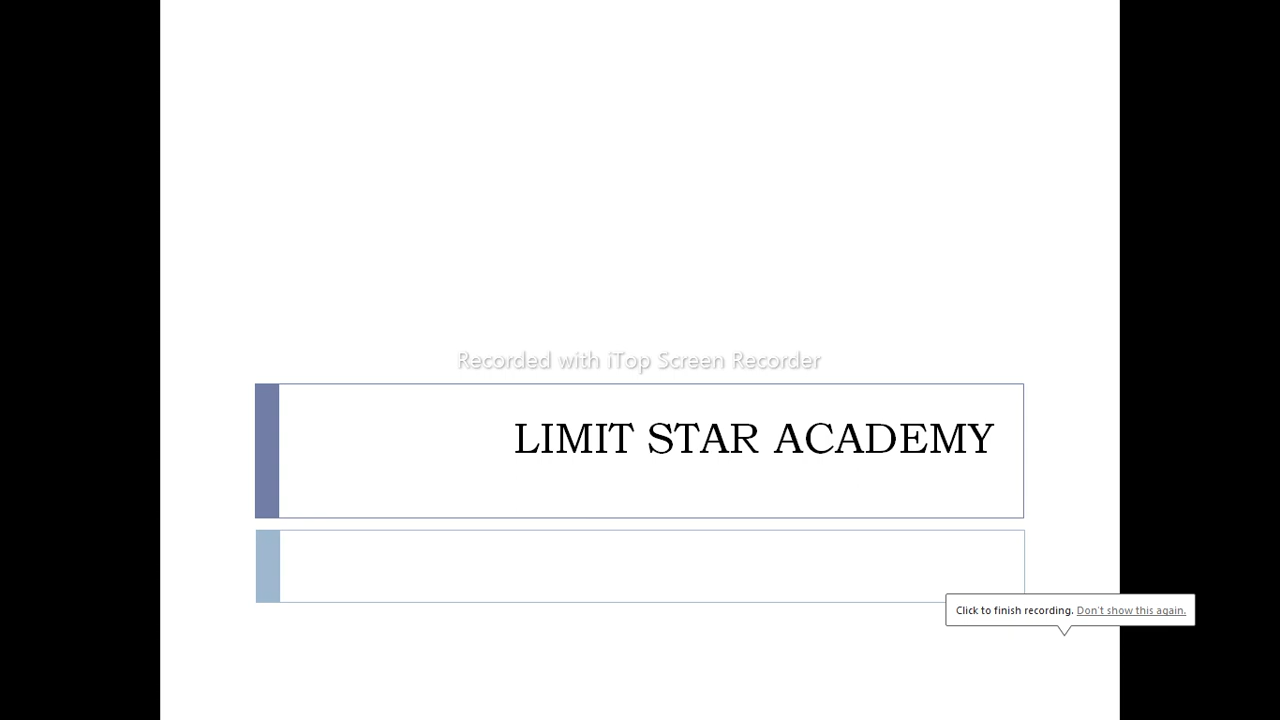 Recorded with iTop Screen Recorder
LIMIT STAR ACADEMY
Click to finish recording. Don't show this again.